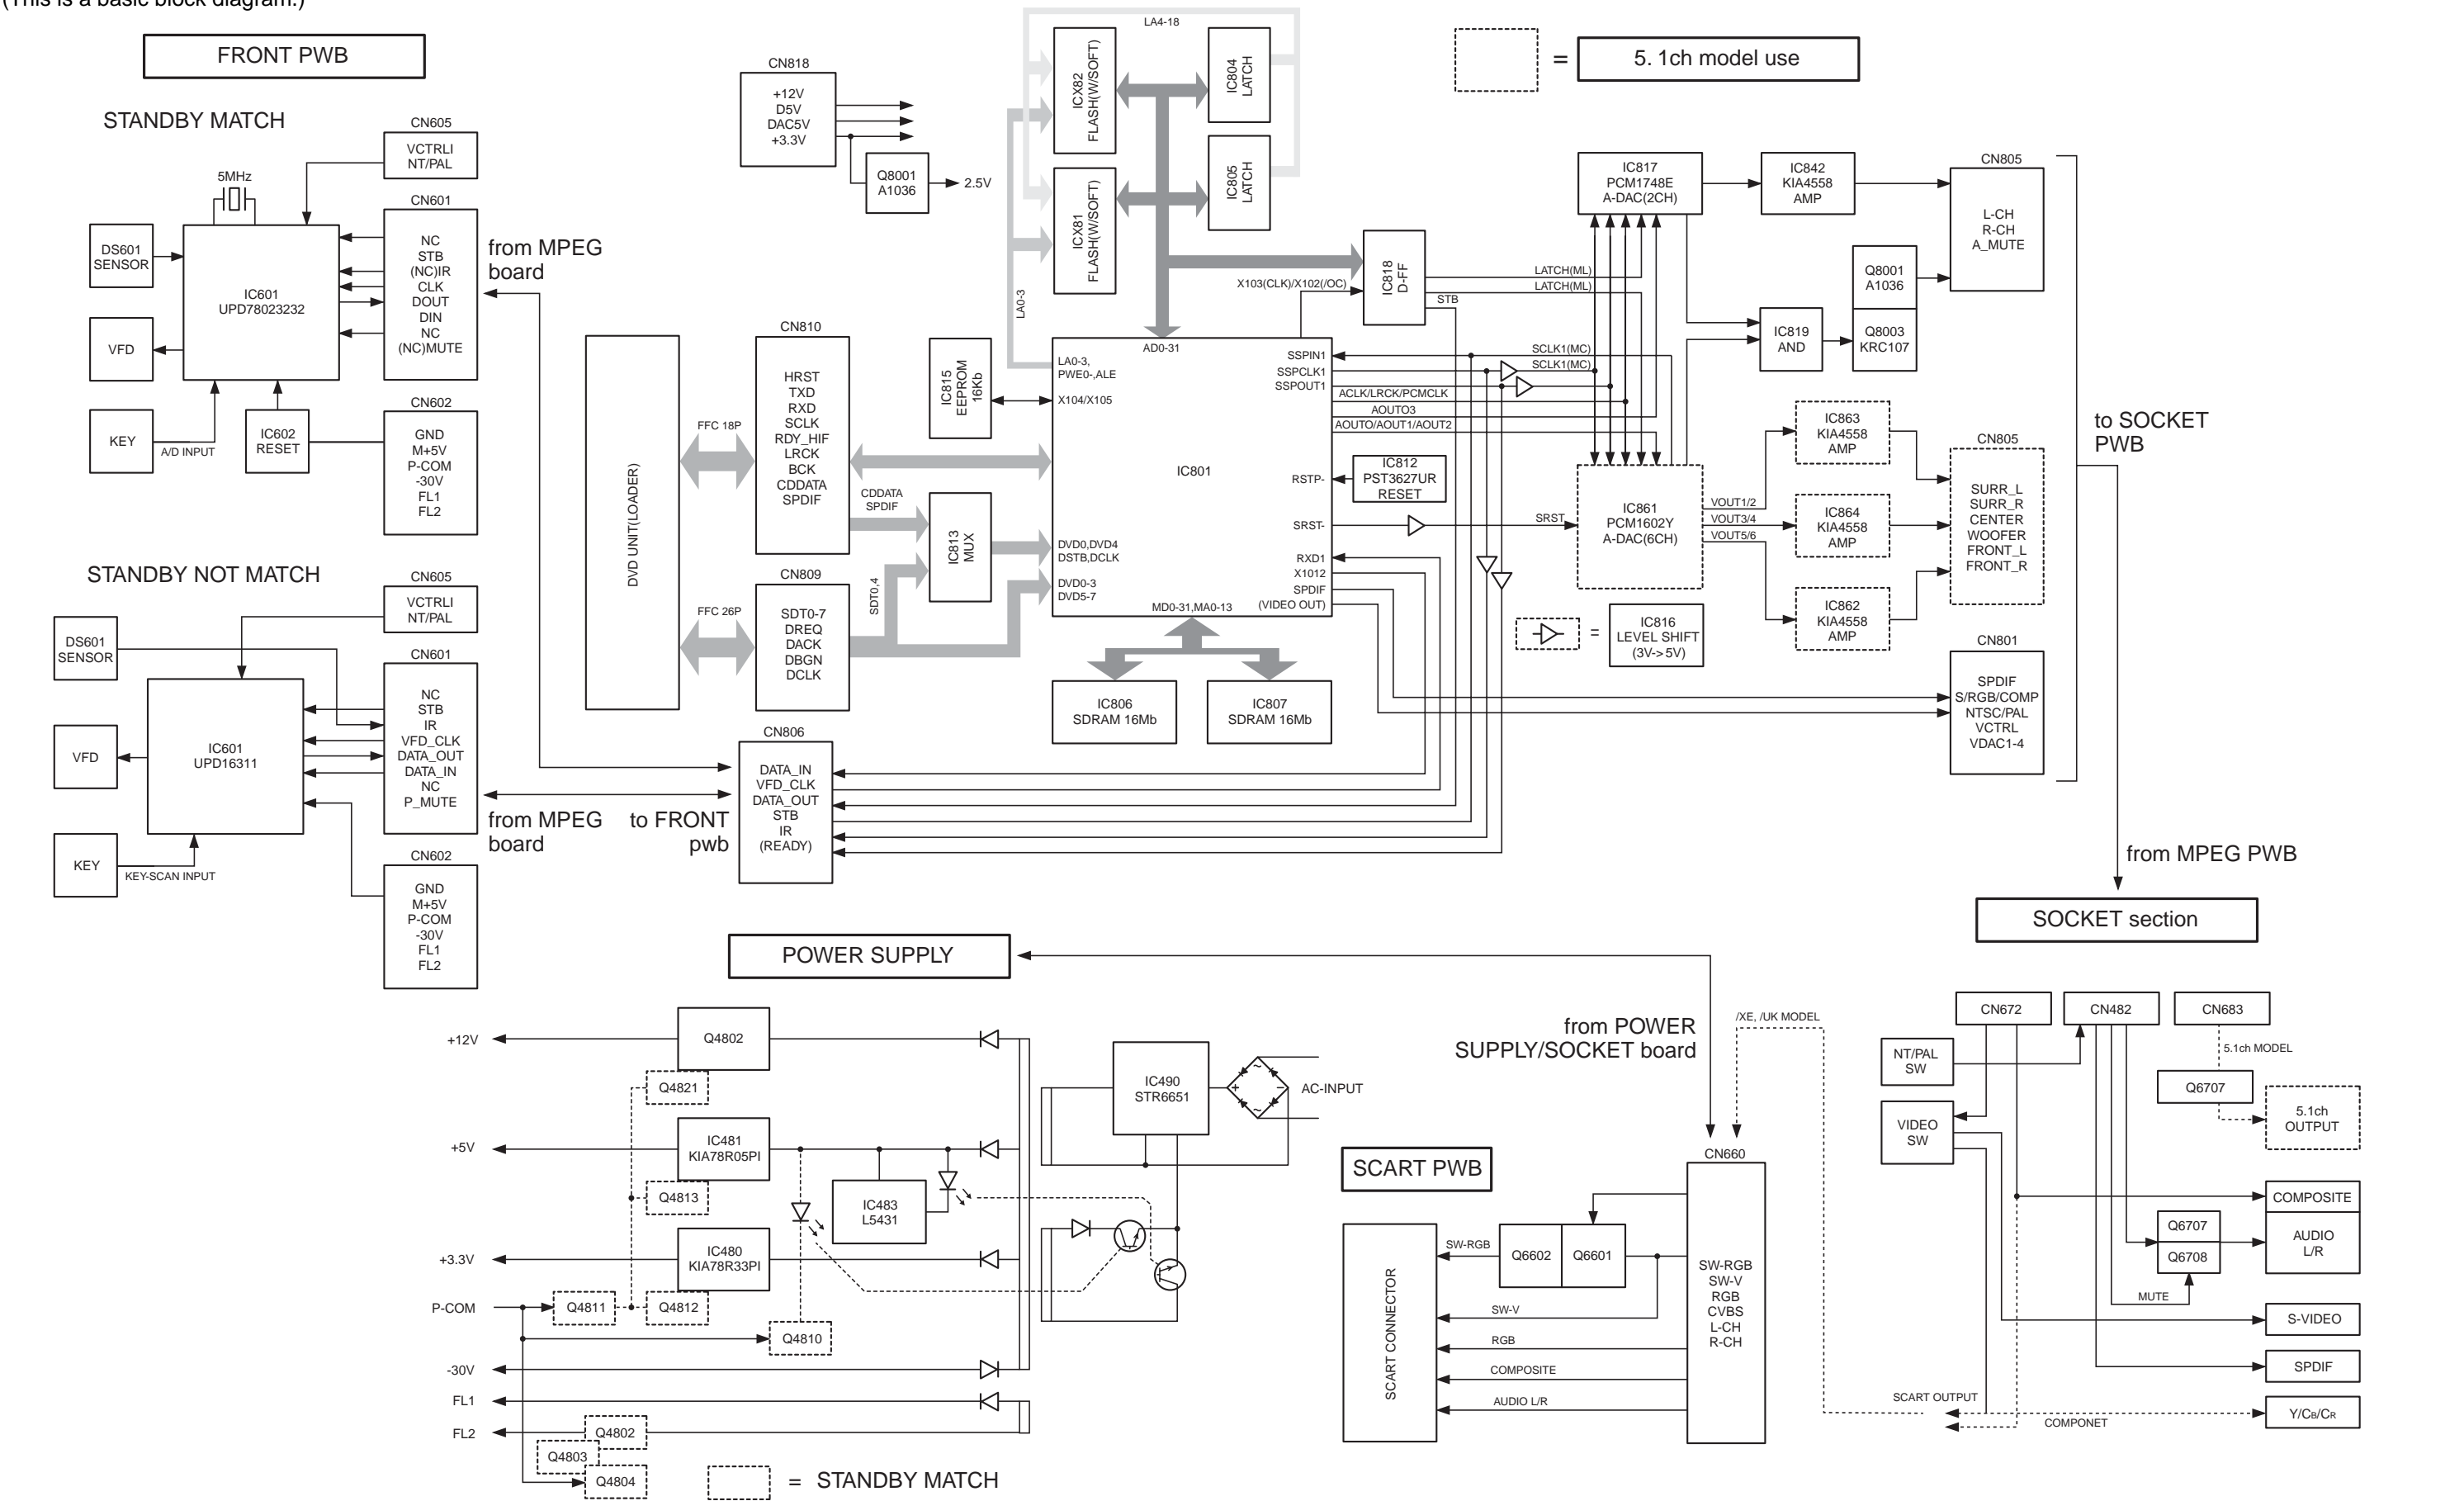 (This is a basic block diagram.)
FRONT PWB
STANDBY MATCH
CN605
VCTRLI
NT/PAL
5MHz
CN601
DS601
SENSOR
IC601
UPD78023232
NC
STB
(NC)IR
CLK
DOUT
DIN
NC
(NC)MUTE
from MPEG
board
VFD
KEY
A/D INPUT
IC602
RESET
CN602
GND
M+5V
P-COM
-30V
FL1
FL2
STANDBY NOT MATCH
CN605
VCTRLI
NT/PAL
DS601
SENSOR
CN601
NC
STB
IR
VFD_CLK
DATA_OUT
DATA_IN
NC
P_MUTE
IC601
UPD16311
VFD
KEY
KEY-SCAN INPUT
from MPEG
board
CN602
GND
M+5V
P-COM
-30V
FL1
FL2
CN818
+12V
D5V
DAC5V
+3.3V
Q8001
A1036
2.5V
LA4-18
ICX82
FLASH(W/SOFT)
IC804
LATCH
ICX81
FLASH(W/SOFT)
IC805
LATCH
LA0-3
= 5. 1ch model use
DVD UNIT(LOADER)
FFC 18P
FFC 26P
CN810
HRST
TXD
RXD
SCLK
RDY_HIF
LRCK
BCK
CDDATA
SPDIF
CN809
SDT0-7
DREQ
DACK
DBGN
DCLK
CDDATA
SPDIF
SDT0,4
IC813
MUX
IC815
EEPROM
16Kb
AD0-31
LA0-3,
PWE0-,ALE
X104/X105
IC801
DVD0,DVD4
DSTB,DCLK
DVD0-3
DVD5-7
MD0-31,MA0-13
SSPIN1
SSPCLK1
SSPOUT1
RSTP-
SRST-
RXD1
X1012
SPDIF
(VIDEO OUT)
IC806
SDRAM 16Mb
IC807
SDRAM 16Mb
X103(CLK)/X102(/OC)
IC818
D-FF
LATCH(ML)
LATCH(ML)
STB
SCLK1(MC)
SCLK1(MC)
ACLK/LRCK/PCMCLK
AOUTO3
AOUTO/AOUT1/AOUT2
IC812
PST3627UR
RESET
SRST
IC817
PCM1748E
A-DAC(2CH)
IC842
KIA4558
AMP
CN805
L-CH
R-CH
A_MUTE
Q8001
A1036
Q8003
KRC107
IC819
AND
IC861
PCM1602Y
A-DAC(6CH)
VOUT1/2
VOUT3/4
VOUT5/6
IC863
KIA4558
AMP
IC864
KIA4558
AMP
IC862
KIA4558
AMP
CN805
SURR_L
SURR_R
CENTER
WOOFER
FRONT_L
FRONT_R
=
IC816
LEVEL SHIFT
(3V->5V)
CN801
SPDIF
S/RGB/COMP
NTSC/PAL
VCTRL
VDAC1-4
to SOCKET
PWB
to FRONT
pwb
CN806
DATA_IN
VFD_CLK
DATA_OUT
STB
IR
(READY)
from MPEG PWB
SOCKET section
POWER SUPPLY
+12V
Q4802
Q4821
+5V
IC481
KIA78R05PI
Q4813
IC483
L5431
+3.3V
IC480
KIA78R33PI
P-COM
Q4811
Q4812
Q4810
-30V
FL1
FL2
Q4802
Q4803
Q4804
= STANDBY MATCH
IC490
STR6651
+
~
−
~
AC-INPUT
from POWER
SUPPLY/SOCKET board
/XE, /UK MODEL
SCART PWB
CN660
SW-RGB
SW-V
RGB
CVBS
L-CH
R-CH
SCART CONNECTOR
SW-RGB
Q6602
Q6601
SW-V
RGB
COMPOSITE
AUDIO L/R
CN672
CN482
CN683
NT/PAL
SW
VIDEO
SW
5.1ch MODEL
Q6707
5.1ch
OUTPUT
COMPOSITE
Q6707
Q6708
AUDIO
L/R
MUTE
S-VIDEO
SPDIF
SCART OUTPUT
COMPONET
Y/CB/CR